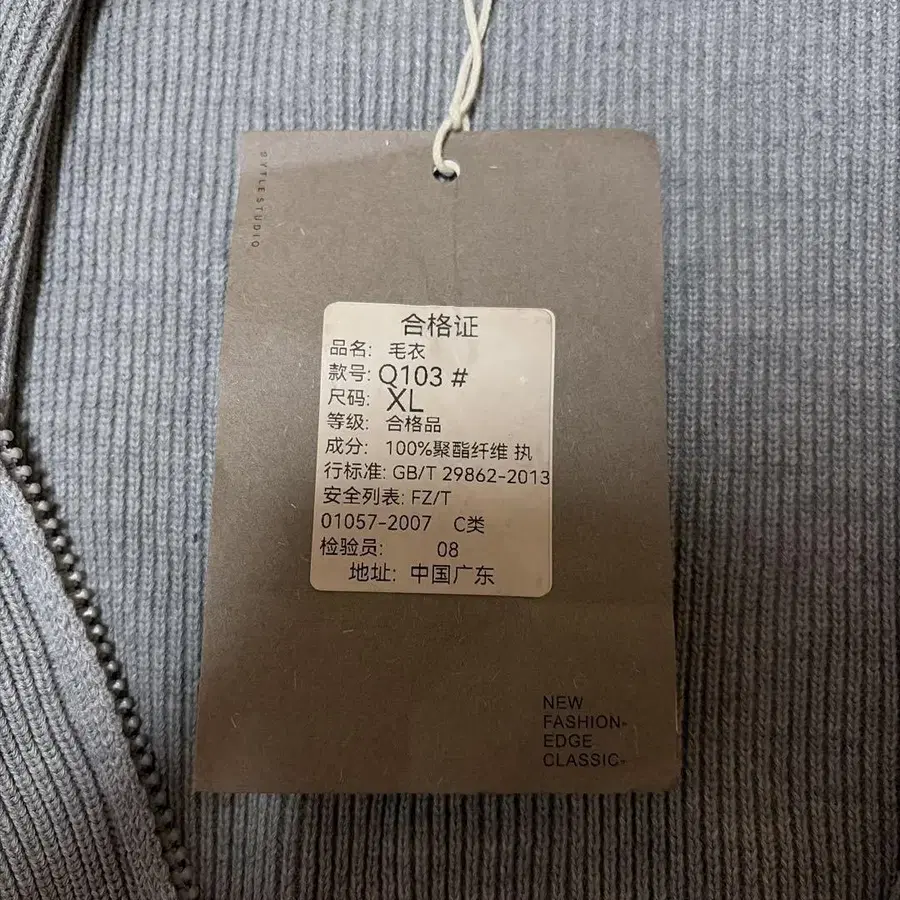 OYTLESTUDIO
合格证
品名: 毛衣
款号: Q103 #
尺码: XL
等级: 合格品
成分: 100%聚酯纤维 执
行标准: GB/T 29862-2013
安全列表: FZ/T
01057-2007 C类
检验员: 08
地址: 中国广东
NEW
FASHION-
EDGE
CLASSIC-